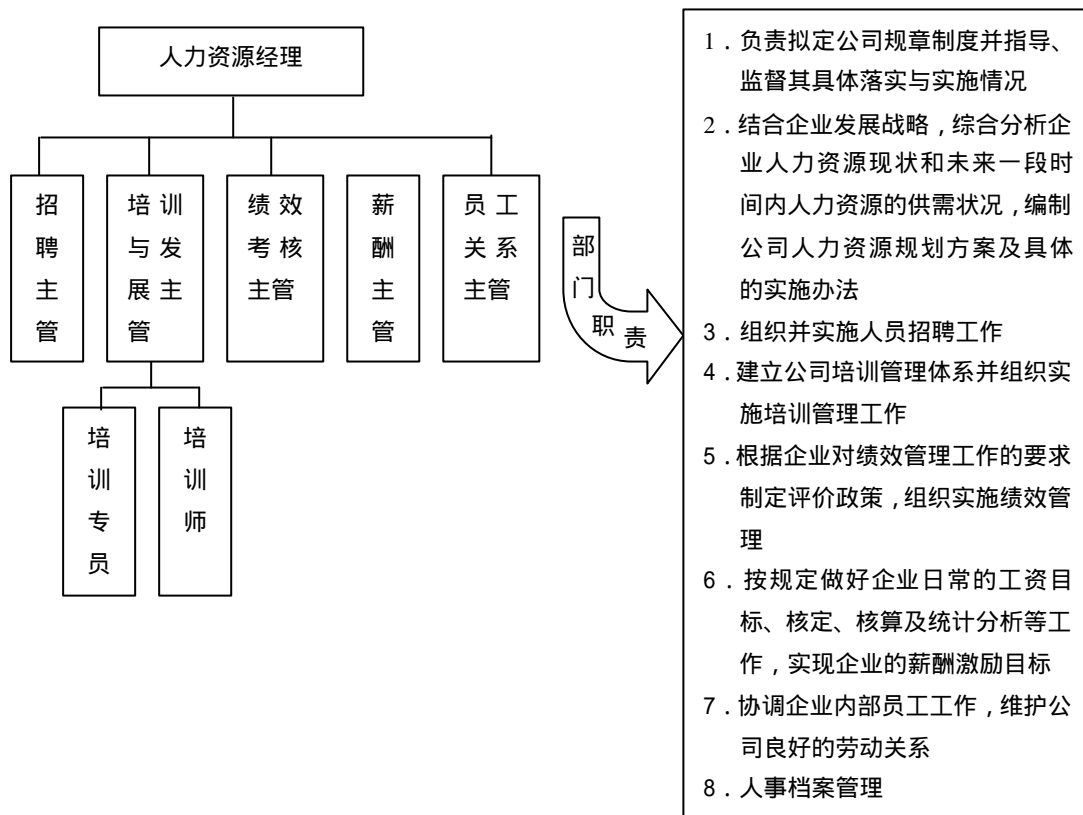 人力资源经理
招
聘
主
管
培训
与发
展主
管
绩效
考核
主管
薪
酬
主
管
员工
关系
主管
培
训
专
员
培
训
师
部
门
职
责
1．负责拟定公司规章制度并指导、
监督其具体落实与实施情况
2．结合企业发展战略，综合分析企
业人力资源现状和未来一段时
间内人力资源的供需状况，编制
公司人力资源规划方案及具体
的实施办法
3．组织并实施人员招聘工作
4．建立公司培训管理体系并组织实
施培训管理工作
5．根据企业对绩效管理工作的要求
制定评价政策，组织实施绩效管
理
6．按规定做好企业日常的工资目
标、核定、核算及统计分析等工
作，实现企业的薪酬激励目标
7．协调企业内部员工工作，维护公
司良好的劳动关系
8．人事档案管理